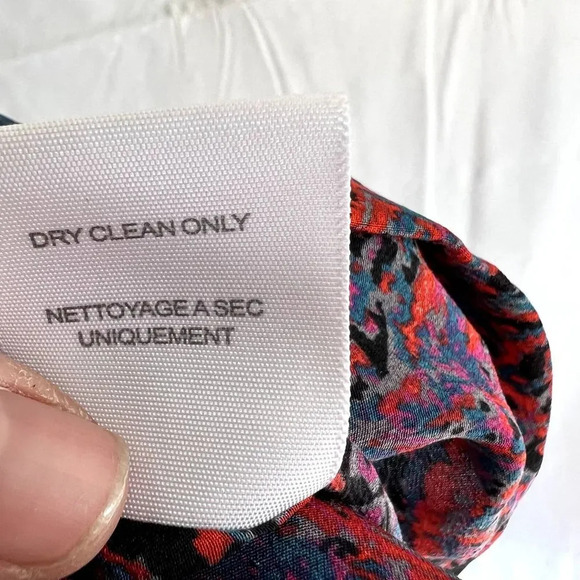 DRY CLEAN ONLY
NETTOYAGE A SEC
UNIQUEMENT